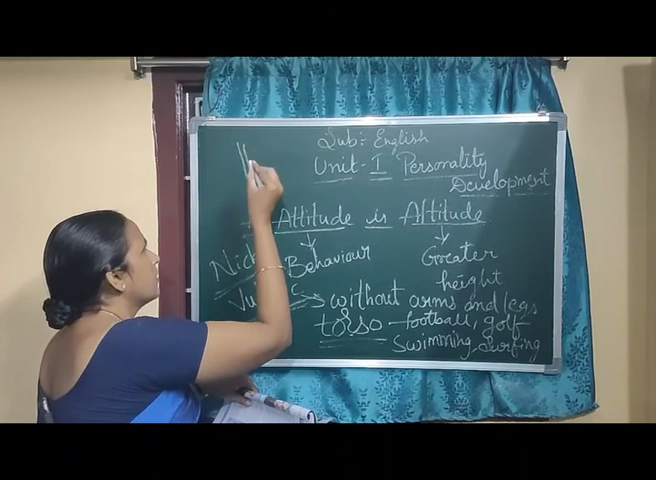 Sub:- English
Unit-I Personality
Development
Attitude is Altitude
Behaviour Greater
height
without arms and legs
torso football, golf
Swimming, Surfing